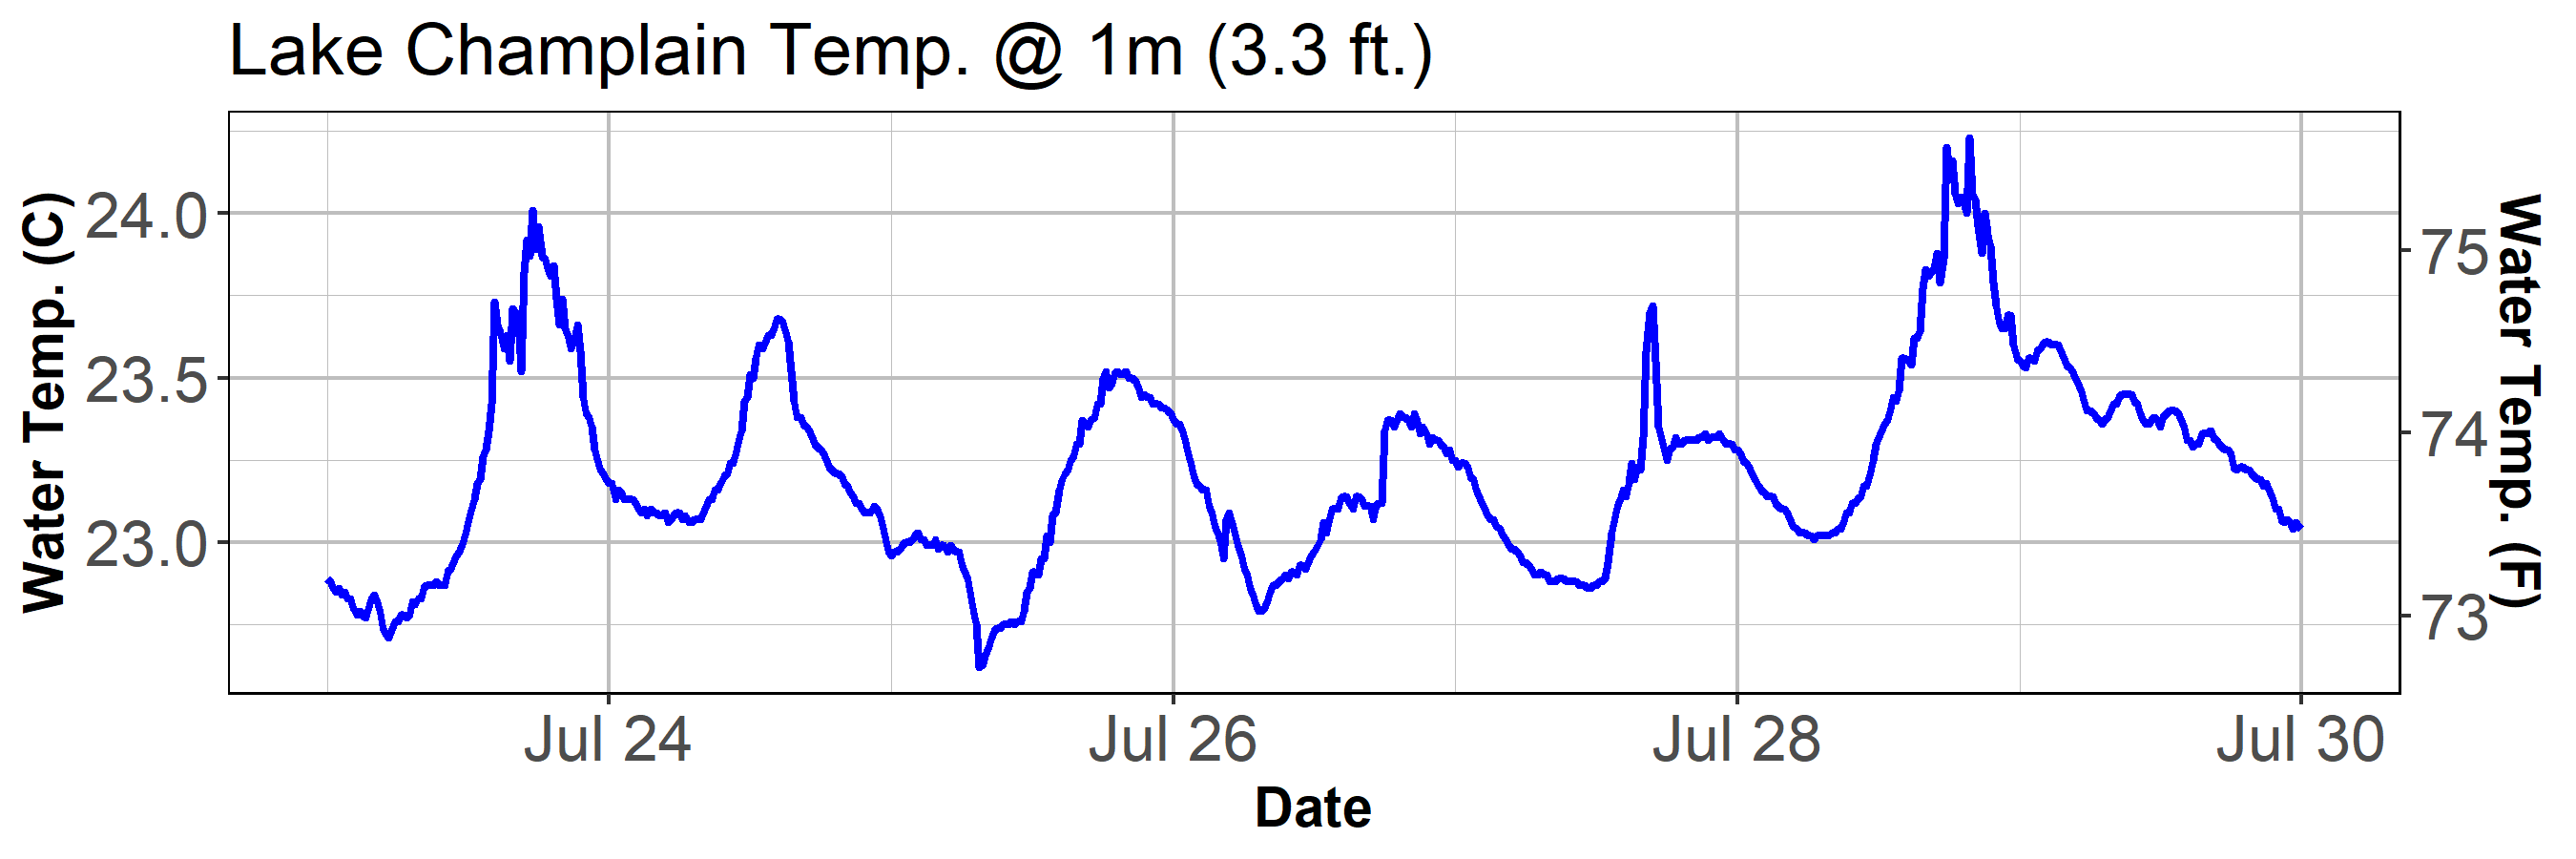 Lake Champlain Temp. @ 1m (3.3 ft.)
Water Temp. (C)
24.0
23.5
23.0
75
74
73
Water Temp. (F)
Jul 24
Jul 26
Jul 28
Jul 30
Date